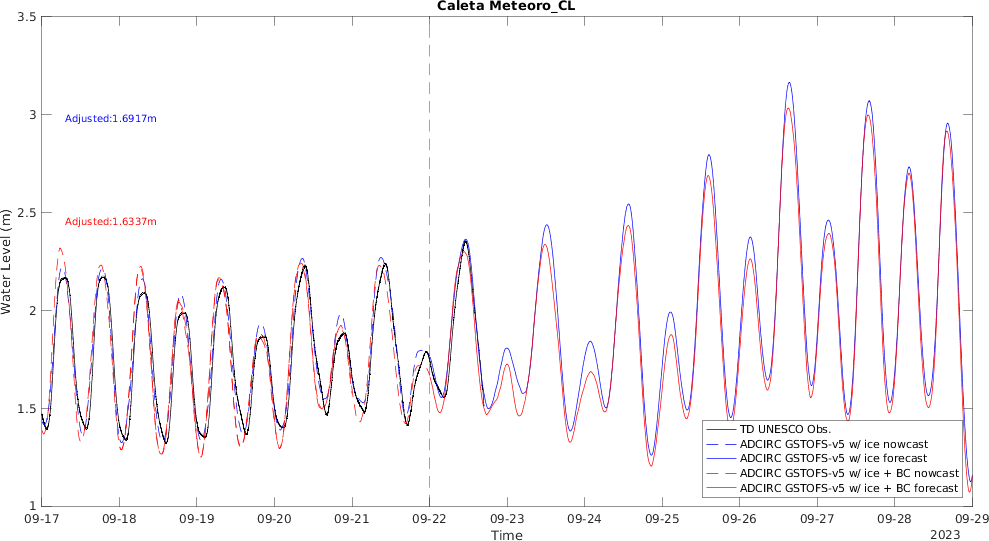 Caleta Meteoro_CL
3.5
3
2.5
2
1.5
1
Water Level (m)
Adjusted:1.6917m
Adjusted:1.6337m
TD UNESCO Obs.
ADCIRC GSTOFS-v5 w/ ice nowcast
ADCIRC GSTOFS-v5 w/ ice forecast
ADCIRC GSTOFS-v5 w/ ice + BC nowcast
ADCIRC GSTOFS-v5 w/ ice + BC forecast
09-17 09-18 09-19 09-20 09-21 09-22 09-23 09-24 09-25 09-26 09-27 09-28 09-29
Time
2023